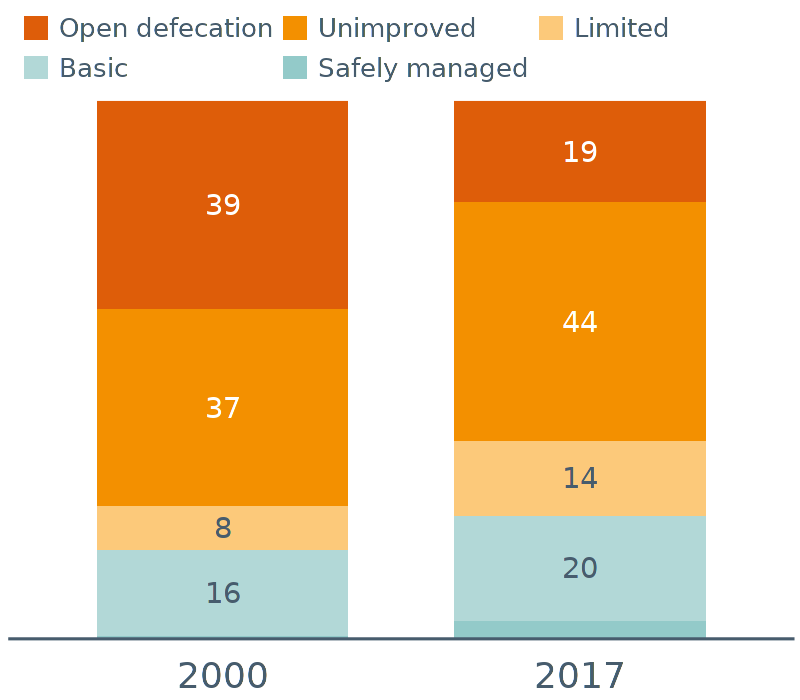 Open defecation Unimproved Limited
Basic Safely managed
39 19
37 44
8 14
16 20
2000 2017